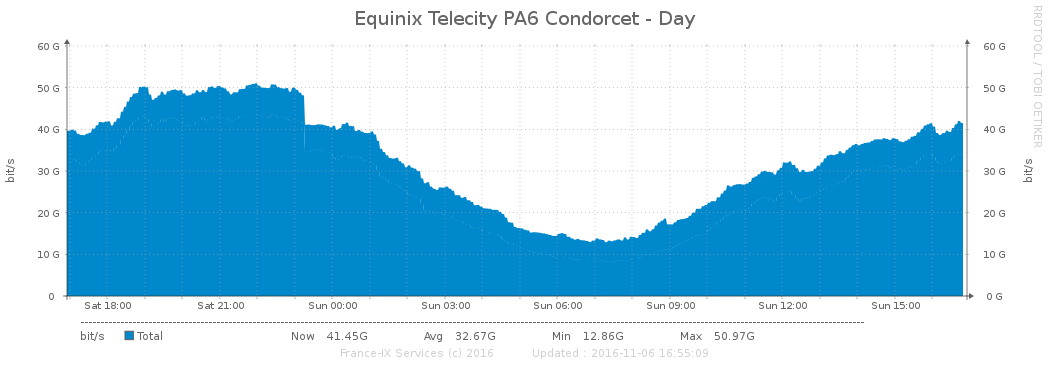 Equinix Telecity PA6 Condorcet - Day
RRDTOOL / TOBI OETIKER
60 G 60 G
50 G 50 G
40 G 40 G
30 G 30 G
20 G 20 G
10 G 10 G
0 0 G
bit/s bit/s
Sat 18:00 Sat 21:00 Sun 00:00 Sun 03:00 Sun 06:00 Sun 09:00 Sun 12:00 Sun 15:00
bit/s Total Now 41.45G Avg 32.67G Min 12.86G Max 50.97G
France-IX Services (c) 2016 Updated : 2016-11-06 16:55:09